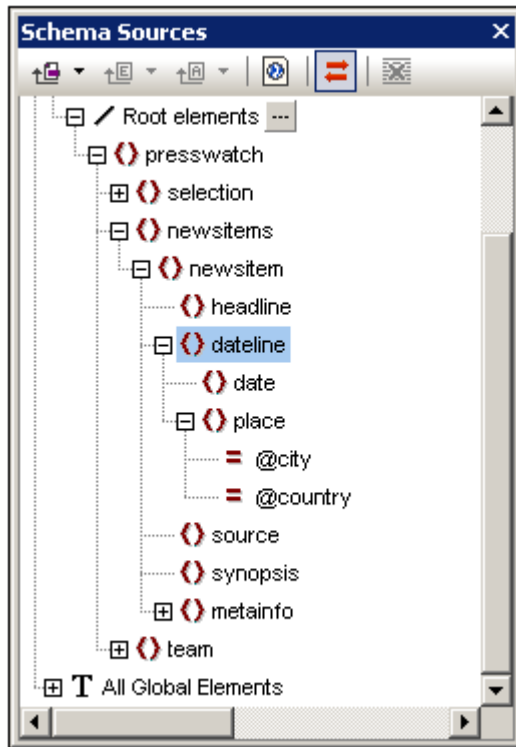 Schema Sources
E A
Root elements ...
presswatch
selection
newsitems
newsitem
headline
dateline
date
place
= @city
= @country
source
synopsis
metainfo
team
T All Global Elements